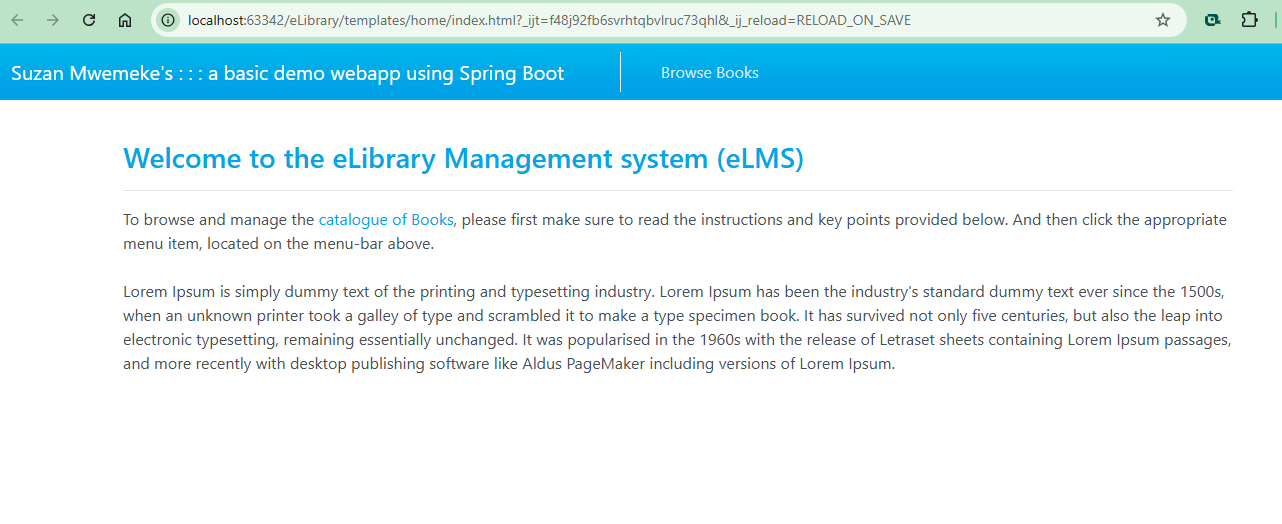 localhost:63342/eLibrary/templates/home/index.html?_ijt=f48j92fb6svrhtqbvlruc73qhl&_ij_reload=RELOAD_ON_SAVE
Suzan Mwemeke's : : : a basic demo webapp using Spring Boot
Browse Books
Welcome to the eLibrary Management system (eLMS)
To browse and manage the catalogue of Books, please first make sure to read the instructions and key points provided below. And then click the appropriate
menu item, located on the menu-bar above.
Lorem Ipsum is simply dummy text of the printing and typesetting industry. Lorem Ipsum has been the industry's standard dummy text ever since the 1500s,
when an unknown printer took a galley of type and scrambled it to make a type specimen book. It has survived not only five centuries, but also the leap into
electronic typesetting, remaining essentially unchanged. It was popularised in the 1960s with the release of Letraset sheets containing Lorem Ipsum passages,
and more recently with desktop publishing software like Aldus PageMaker including versions of Lorem Ipsum.